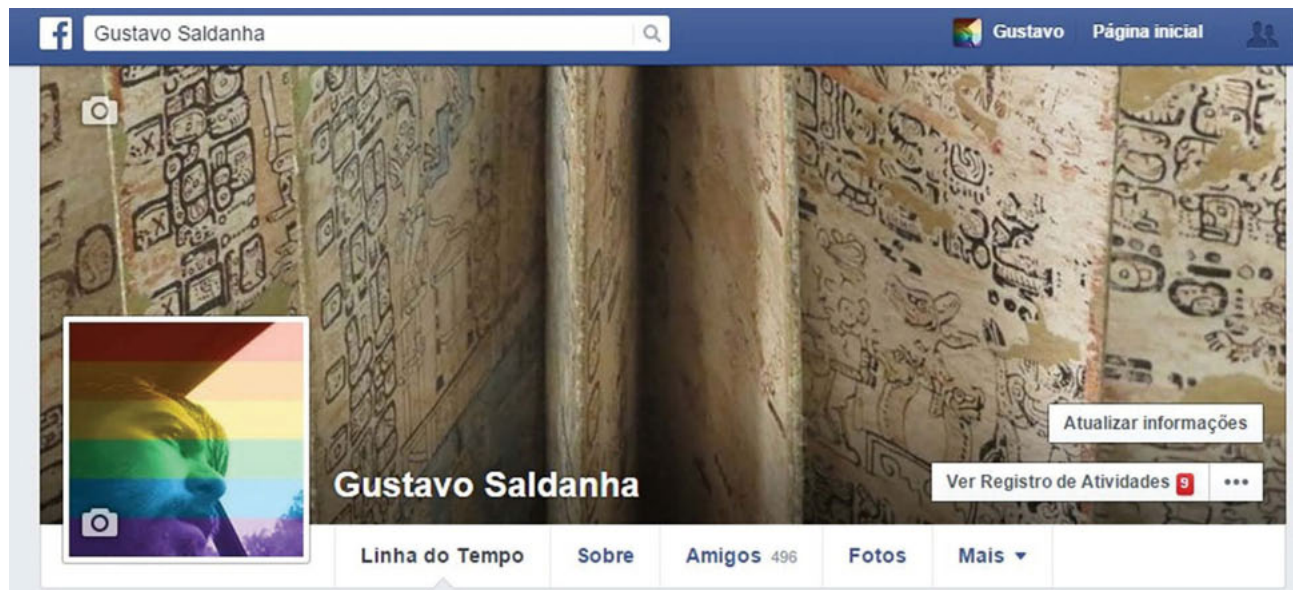 f Gustavo Saldanha Gustavo Página inicial
Atualizar informações
Ver Registro de Atividades 9
Gustavo Saldanha
Linha do Tempo Sobre Amigos 496 Fotos Mais